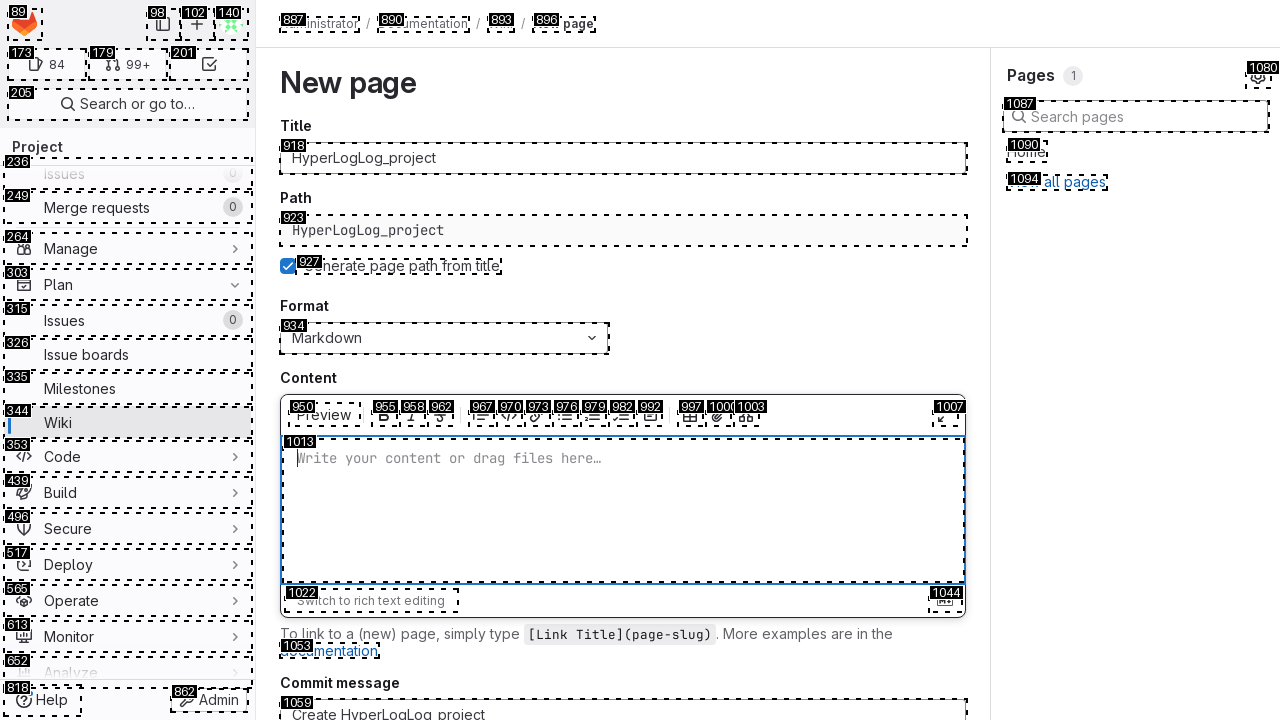 89
98
102
140
173
84
179
99+
201
205
Search or go to…
Project
236
Issues
0
249
Merge requests
0
264
Manage
303
Plan
315
Issues
0
326
Issue boards
335
Milestones
344
Wiki
353
Code
439
Build
496
Secure
517
Deploy
565
Operate
613
Monitor
652
Analyze
818
Help
862
Admin
887
/
890
/
893
/
896
page
New page
Title
918
HyperLogLog_project
Path
923
HyperLogLog_project
927
Generate page path from title
Format
934
Markdown
Content
950
Preview
955
958
962
967
970
973
976
979
982
992
997
1000
1003
1007
1013
Write your content or drag files here…
1022
Switch to rich text editing
1044
To link to a (new) page, simply type [Link Title](page-slug) . More examples are in the
1053
documentation
Commit message
1059
Create HyperLogLog_project
Pages
1
1080
1087
Search pages
1090
Home
1094
all pages